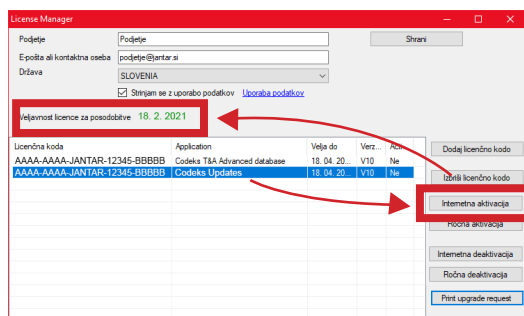 License Manager
Podjetje Podjetje Shrani
E-pošta ali kontaktna oseba podjetje@jantar.si
Država SLOVENIA
Strinjam se z uporabo podatkov Uporaba podatkov
Veljavnost licence za posodobitve 18. 2. 2021
Licenčna koda Application Velja do Verz...
AAAA-AAAA-JANTAR-12345-BBBBB Codeks T&A Advanced database 18. 04. 20... V10 Ne
AAAA-AAAA-JANTAR-12345-BBBBB Codeks Updates 18. 04. 20... V10 Ne
Dodaj licenčno kodo
Izbriši licenčno kodo
Internetna aktivacija
Ročna aktivacija
Internetna deaktivacija
Ročna deaktivacija
Print upgrade request